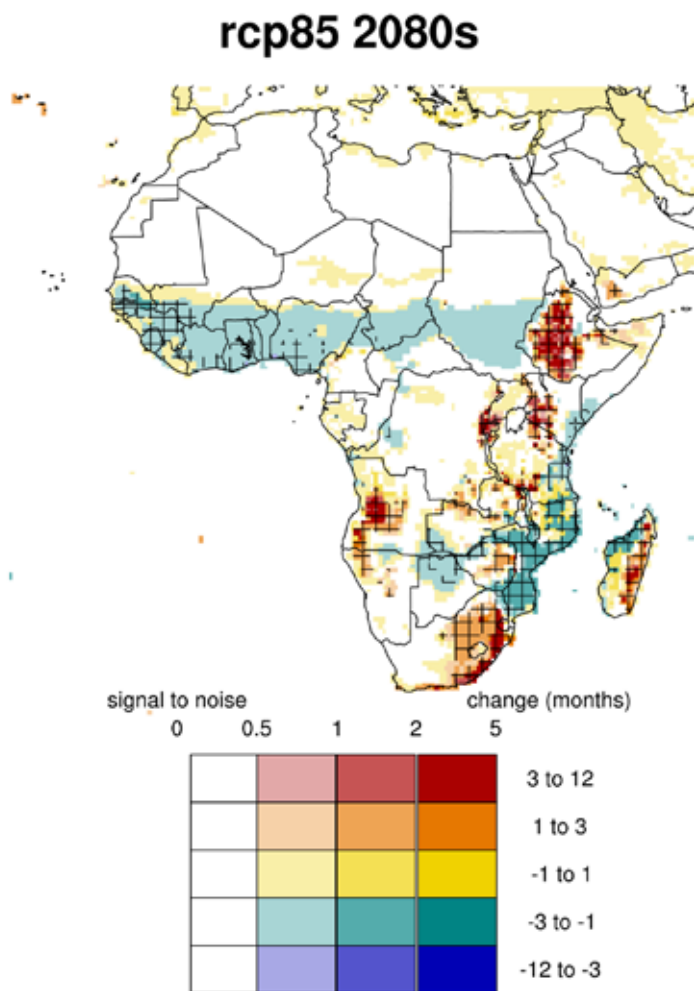 rcp85 2080s
signal to noise change (months)
0 0.5 1 2 5
3 to 12
1 to 3
-1 to 1
-3 to -1
-12 to -3